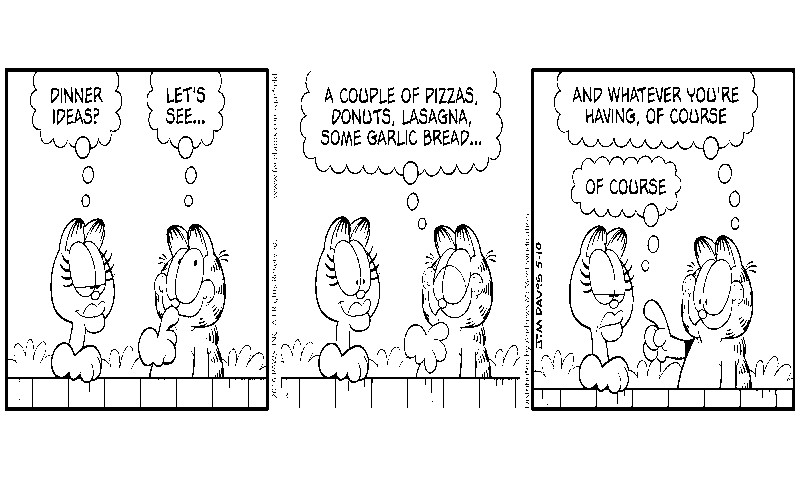 DINNER
IDEAS?
LET'S
SEE...
A COUPLE OF PIZZAS,
DONUTS, LASAGNA,
SOME GARLIC BREAD...
AND WHATEVER YOU'RE
HAVING, OF COURSE
OF COURSE
JIM DAVIS 5-10